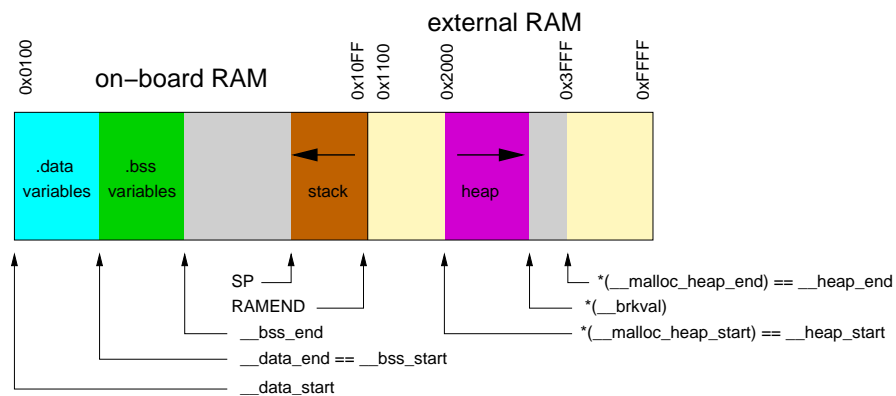 external RAM
on−board RAM
0x0100
0x10FF
0x1100
0x2000
0x3FFF
0xFFFF
.data
variables
.bss
variables
stack
heap
SP
RAMEND
__bss_end
__data_end == __bss_start
__data_start
*(__malloc_heap_end) == __heap_end
*(__brkval)
*(__malloc_heap_start) == __heap_start